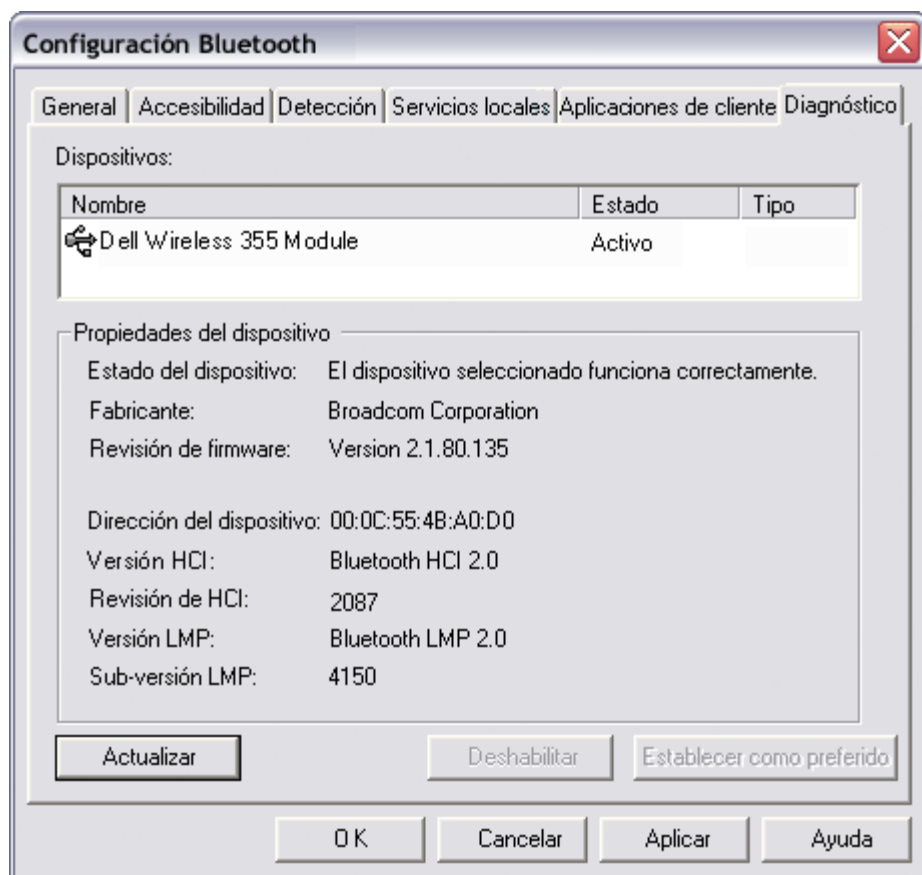 Configuración Bluetooth
General Accesibilidad Detección Servicios locales Aplicaciones de cliente Diagnóstico
Dispositivos:
Nombre Estado Tipo
Dell Wireless 355 Module Activo
Propiedades del dispositivo
Estado del dispositivo: El dispositivo seleccionado funciona correctamente.
Fabricante: Broadcom Corporation
Revisión de firmware: Version 2.1.80.135
Dirección del dispositivo: 00:0C:55:4B:A0:D0
Versión HCI: Bluetooth HCI 2.0
Revisión de HCI: 2087
Versión LMP: Bluetooth LMP 2.0
Sub-versión LMP: 4150
Actualizar Deshabilitar Establecer como preferido
OK Cancelar Aplicar Ayuda